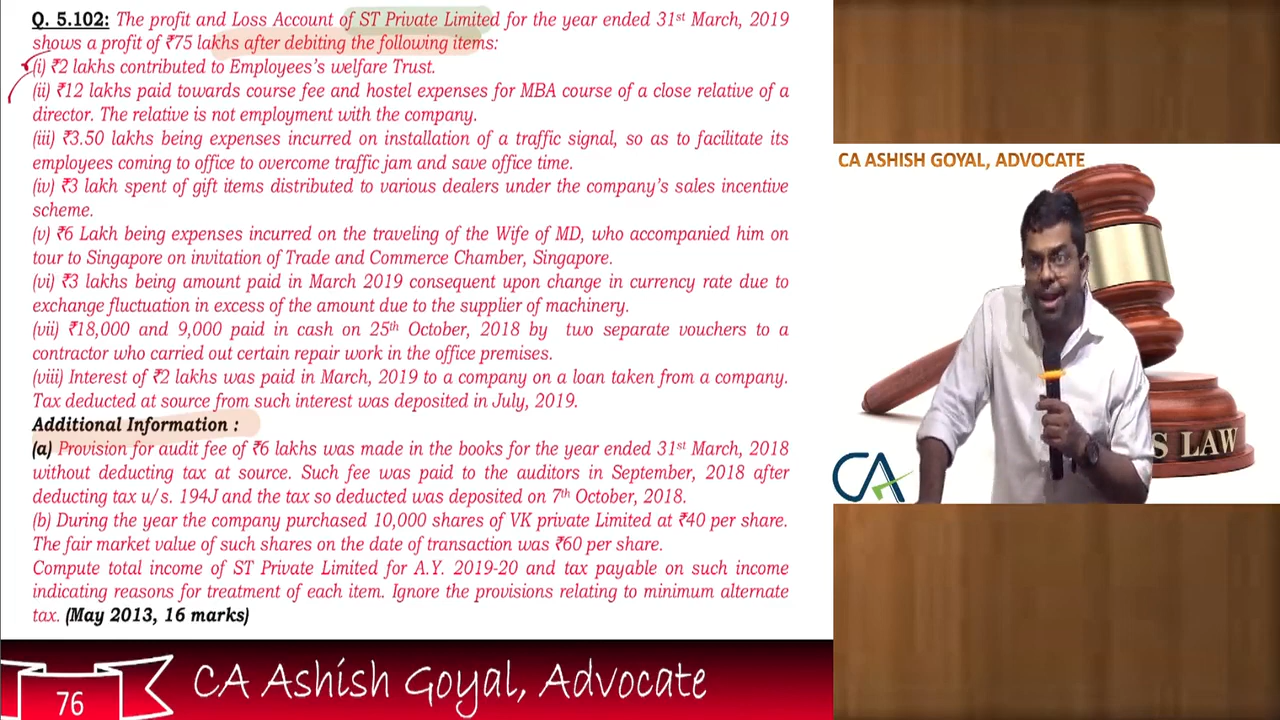 Q. 5.102: The profit and Loss Account of ST Private Limited for the year ended 31st March, 2019
shows a profit of ₹75 lakhs after debiting the following items:
(i) ₹2 lakhs contributed to Employees's welfare Trust.
(ii) ₹12 lakhs paid towards course fee and hostel expenses for MBA course of a close relative of a
director. The relative is not employment with the company.
(iii) ₹3.50 lakhs being expenses incurred on installation of a traffic signal, so as to facilitate its
employees coming to office to overcome traffic jam and save office time.
(iv) ₹3 lakh spent of gift items distributed to various dealers under the company's sales incentive
scheme.
(v) ₹6 Lakh being expenses incurred on the traveling of the Wife of MD, who accompanied him on
tour to Singapore on invitation of Trade and Commerce Chamber, Singapore.
(vi) ₹3 lakhs being amount paid in March 2019 consequent upon change in currency rate due to
exchange fluctuation in excess of the amount due to the supplier of machinery.
(vii) ₹18,000 and 9,000 paid in cash on 25th October, 2018 by two separate vouchers to a
contractor who carried out certain repair work in the office premises.
(viii) Interest of ₹2 lakhs was paid in March, 2019 to a company on a loan taken from a company.
Tax deducted at source from such interest was deposited in July, 2019.
Additional Information :
(a) Provision for audit fee of ₹6 lakhs was made in the books for the year ended 31st March, 2018
without deducting tax at source. Such fee was paid to the auditors in September, 2018 after
deducting tax u/s. 194J and the tax so deducted was deposited on 7th October, 2018.
(b) During the year the company purchased 10,000 shares of VK private Limited at ₹40 per share.
The fair market value of such shares on the date of transaction was ₹60 per share.
Compute total income of ST Private Limited for A.Y. 2019-20 and tax payable on such income
indicating reasons for treatment of each item. Ignore the provisions relating to minimum alternate
tax. (May 2013, 16 marks)
76
CA Ashish Goyal, Advocate
CA ASHISH GOYAL, ADVOCATE
S LAW
CA